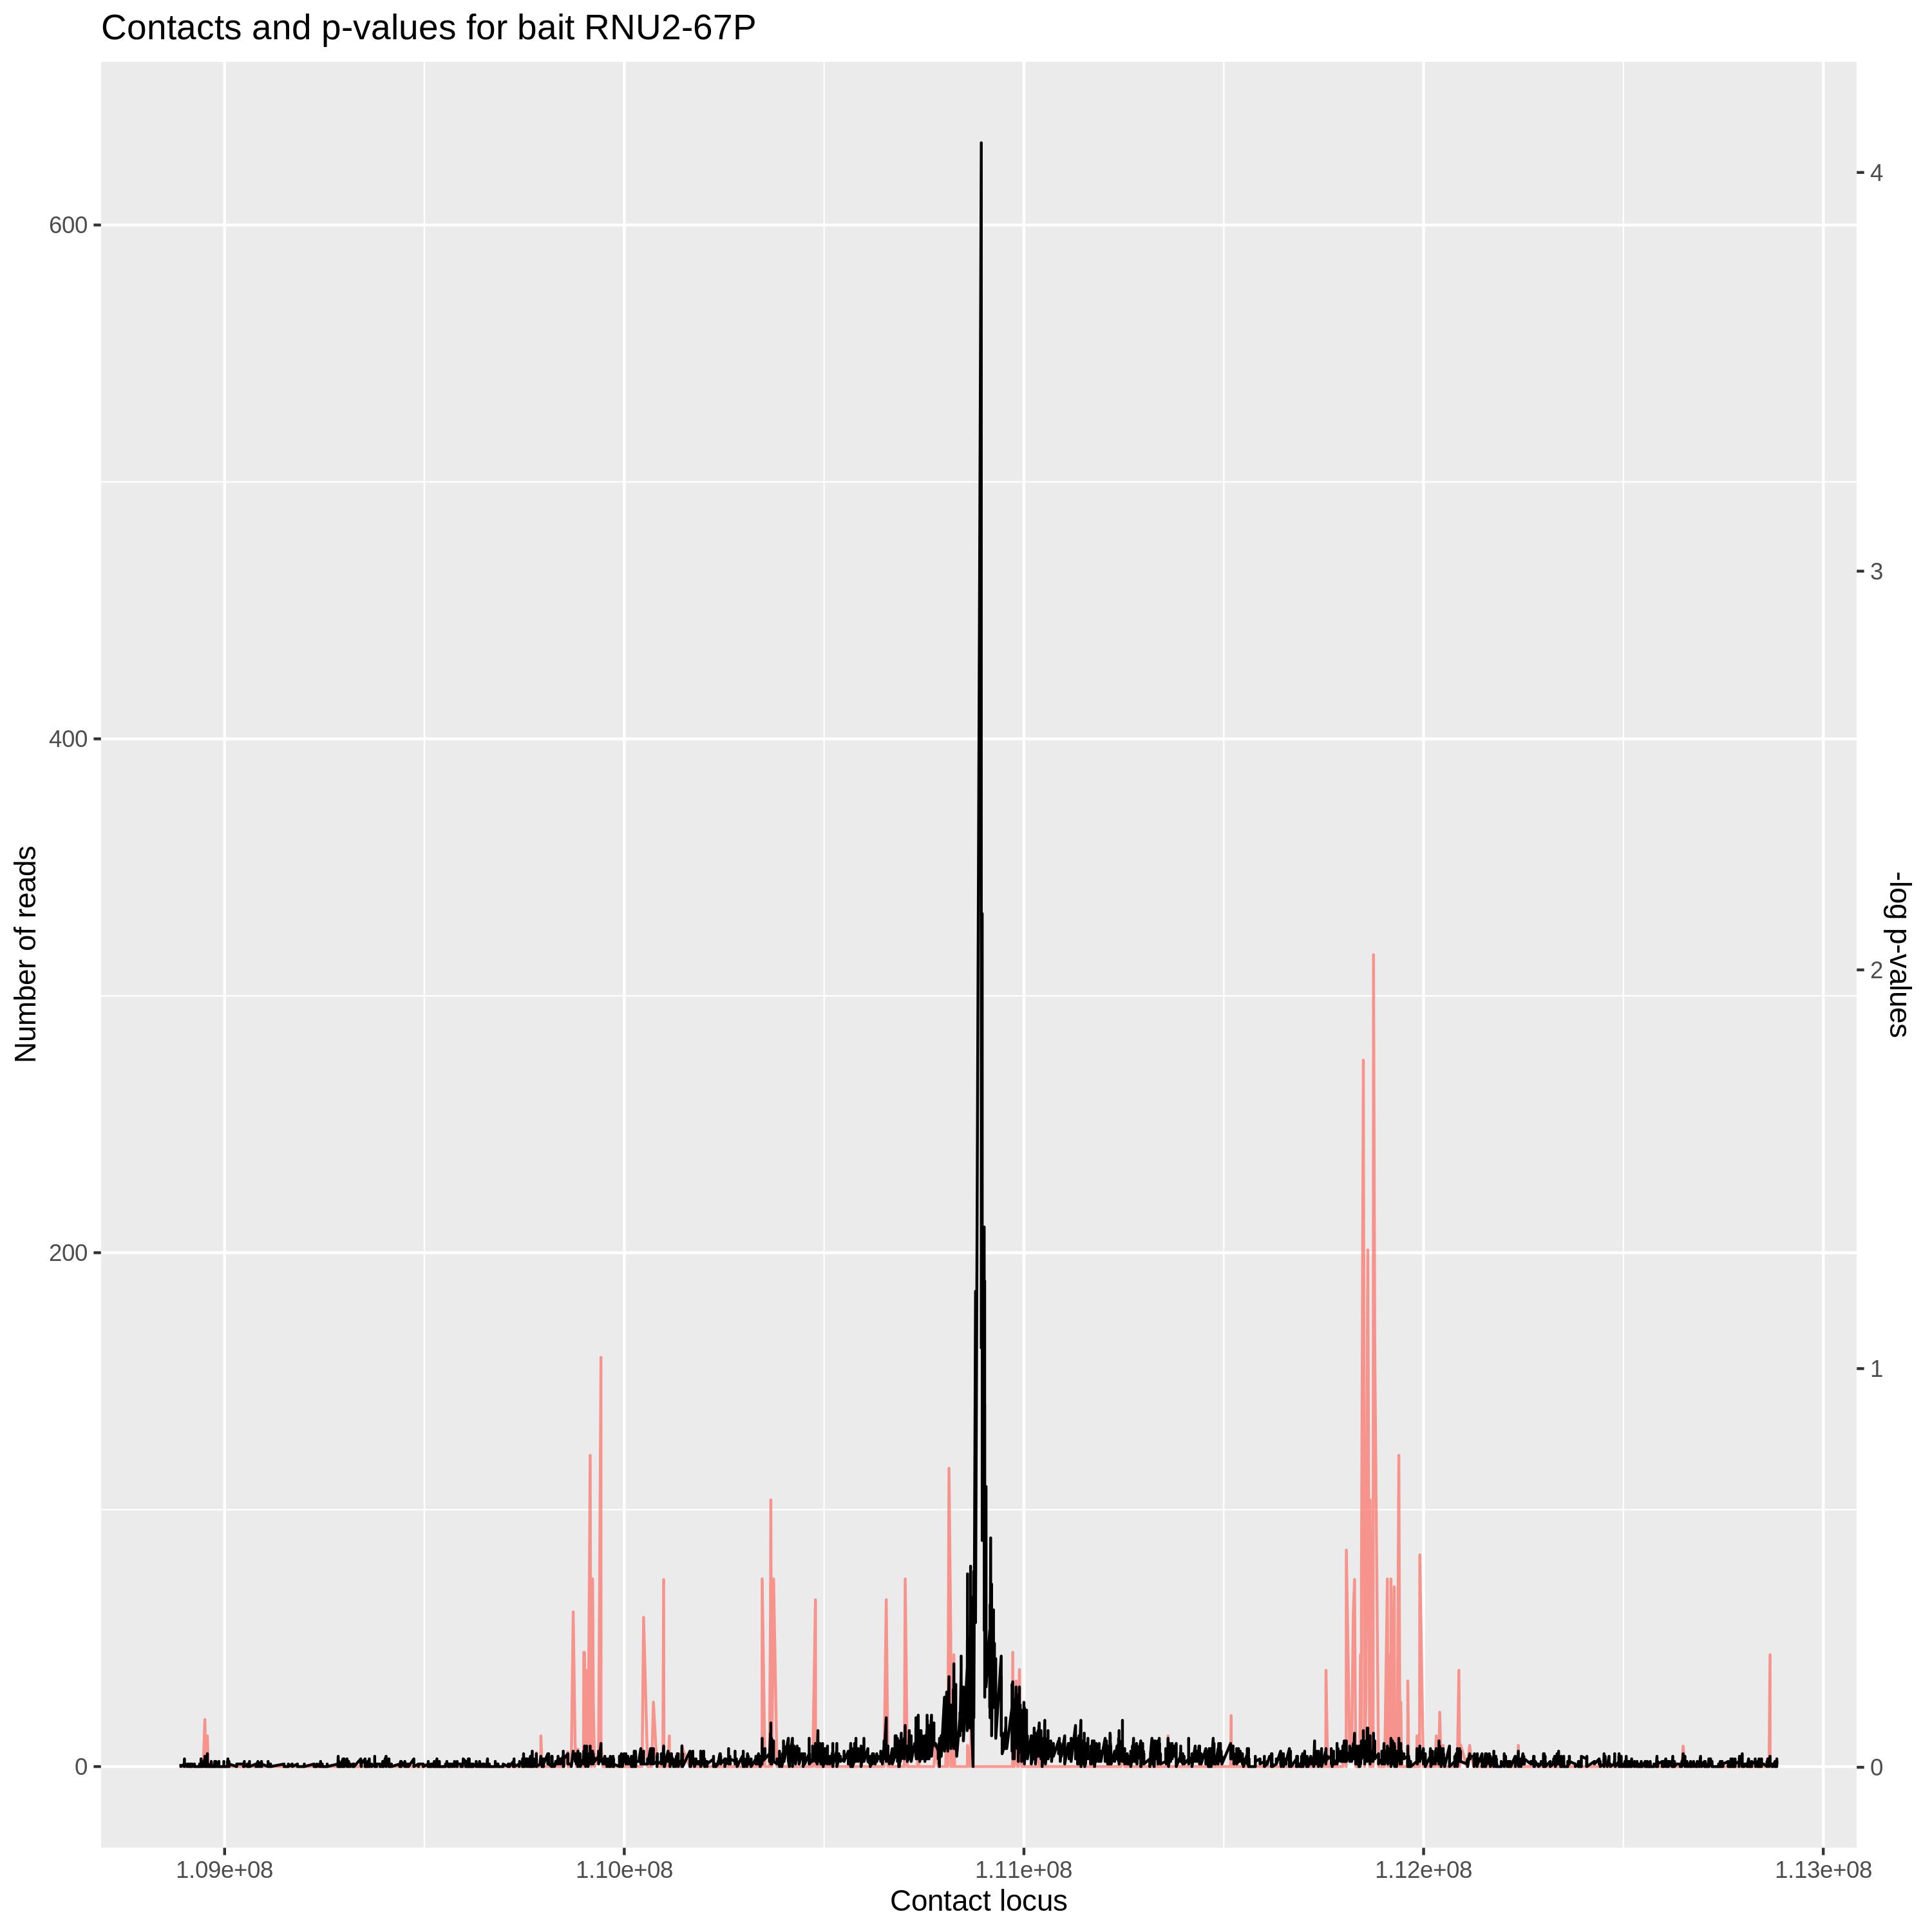 Contacts and p-values for bait RNU2-67P
600
400
200
0
Number of reads
4
3
2
1
0
-log p-values
1.09e+08
1.10e+08
1.11e+08
1.12e+08
1.13e+08
Contact locus